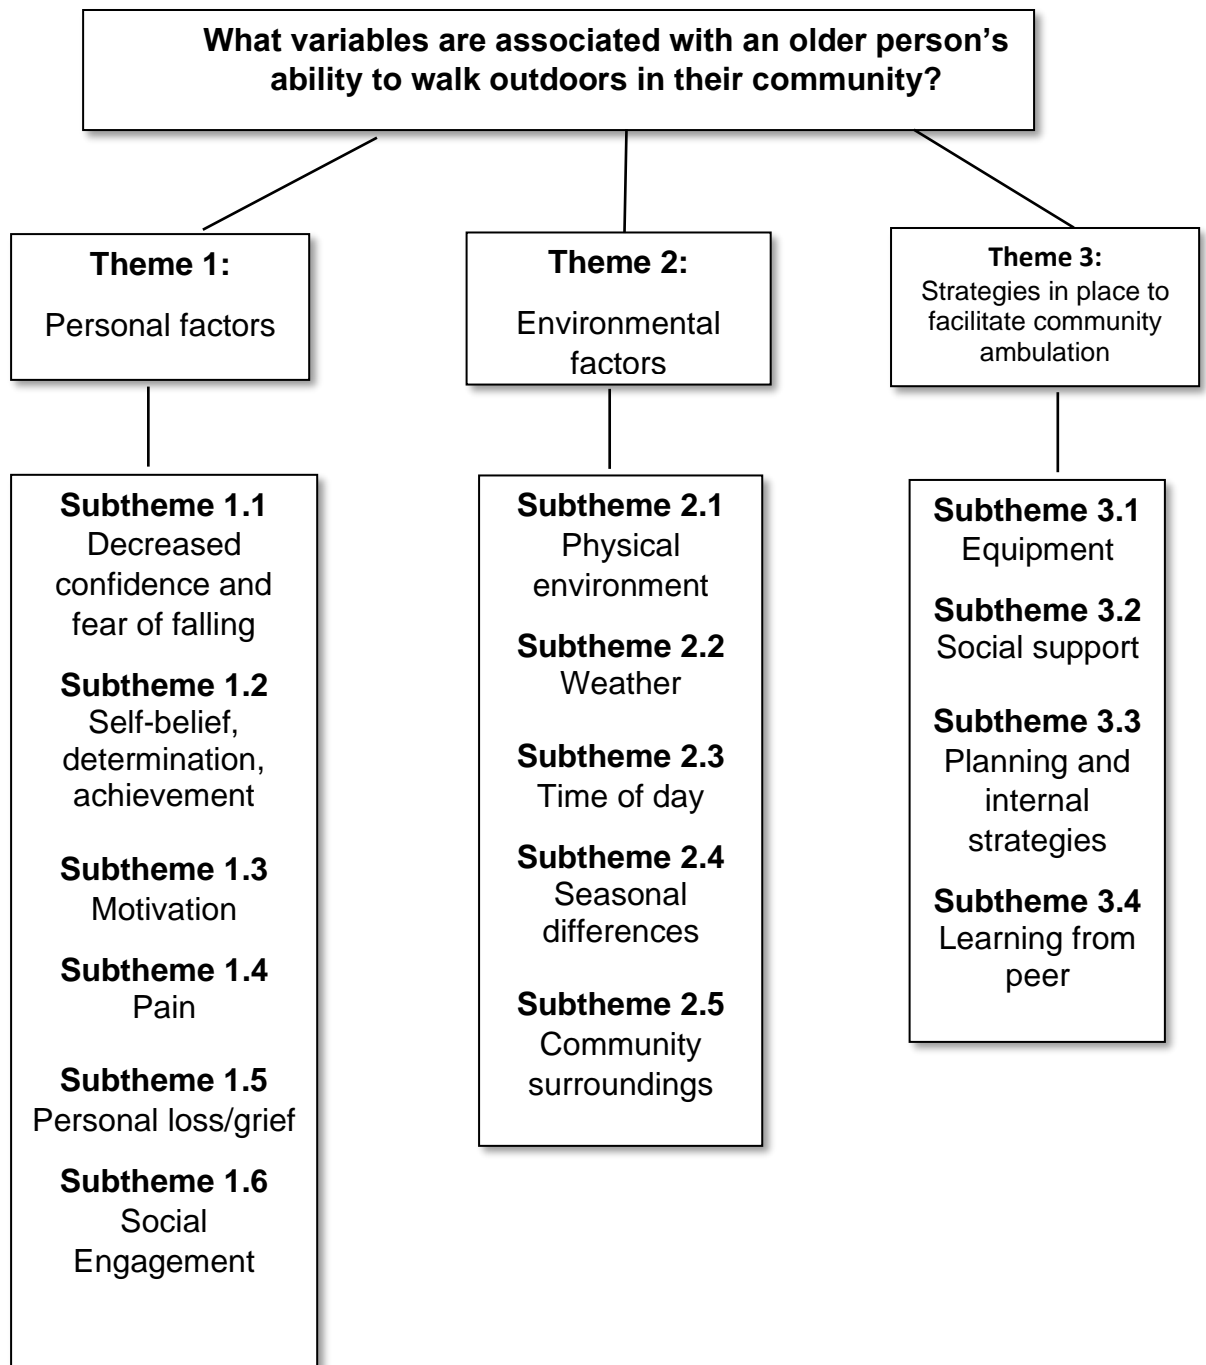 What variables are associated with an older person’s
ability to walk outdoors in their community?
Theme 1:
Personal factors
Theme 2:
Environmental
factors
Theme 3:
Strategies in place to
facilitate community
ambulation
Subtheme 1.1
Decreased
confidence and
fear of falling
Subtheme 1.2
Self-belief,
determination,
achievement
Subtheme 1.3
Motivation
Subtheme 1.4
Pain
Subtheme 1.5
Personal loss/grief
Subtheme 1.6
Social
Engagement
Subtheme 2.1
Physical
environment
Subtheme 2.2
Weather
Subtheme 2.3
Time of day
Subtheme 2.4
Seasonal
differences
Subtheme 2.5
Community
surroundings
Subtheme 3.1
Equipment
Subtheme 3.2
Social support
Subtheme 3.3
Planning and
internal
strategies
Subtheme 3.4
Learning from
peer